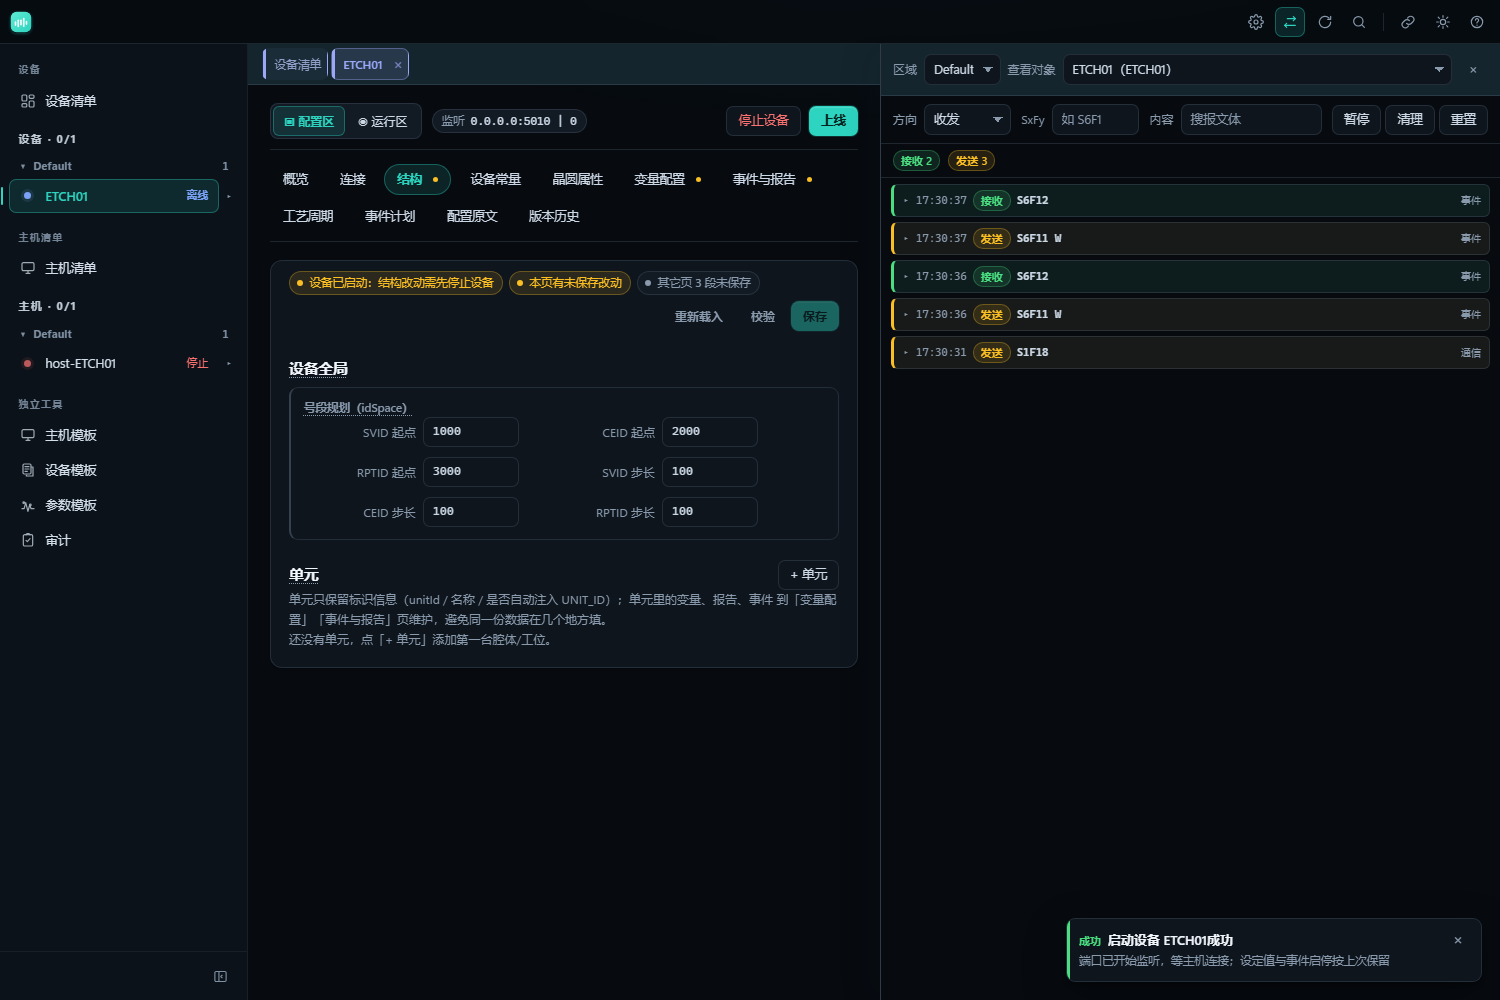 设备
设备清单
设备 · 0/1
Default 1
ETCH01 离线
主机清单
主机清单
主机 · 0/1
Default 1
host-ETCH01 停止
独立工具
主机模板
设备模板
参数模板
审计
设备清单 ETCH01 ×
配置区 运行区 监听 0.0.0.0:5010 | 0 停止设备 上线
概览 连接 结构 设备常量 晶圆属性 变量配置 事件与报告
工艺周期 事件计划 配置原文 版本历史
设备已启动：结构改动需先停止设备 本页有未保存改动 其它页 3 段未保存
重新载入 校验 保存
设备全局
号段规划（idSpace）
SVID 起点 1000 CEID 起点 2000
RPTID 起点 3000 SVID 步长 100
CEID 步长 100 RPTID 步长 100
单元 + 单元
单元只保留标识信息（unitId / 名称 / 是否自动注入 UNIT_ID）；单元里的变量、报告、事件 到「变量配
置」「事件与报告」页维护，避免同一份数据在几个地方填。
还没有单元，点「+ 单元」添加第一台腔体/工位。
区域 Default 查看对象 ETCH01（ETCH01） ×
方向 收发 SxFy 如 S6F1 内容 搜报文体 暂停 清理 重置
接收 2 发送 3
17:30:37 接收 S6F12 事件
17:30:37 发送 S6F11 W 事件
17:30:36 接收 S6F12 事件
17:30:36 发送 S6F11 W 事件
17:30:31 发送 S1F18 通信
成功 启动设备 ETCH01成功 ×
端口已开始监听，等主机连接；设定值与事件启停按上次保留